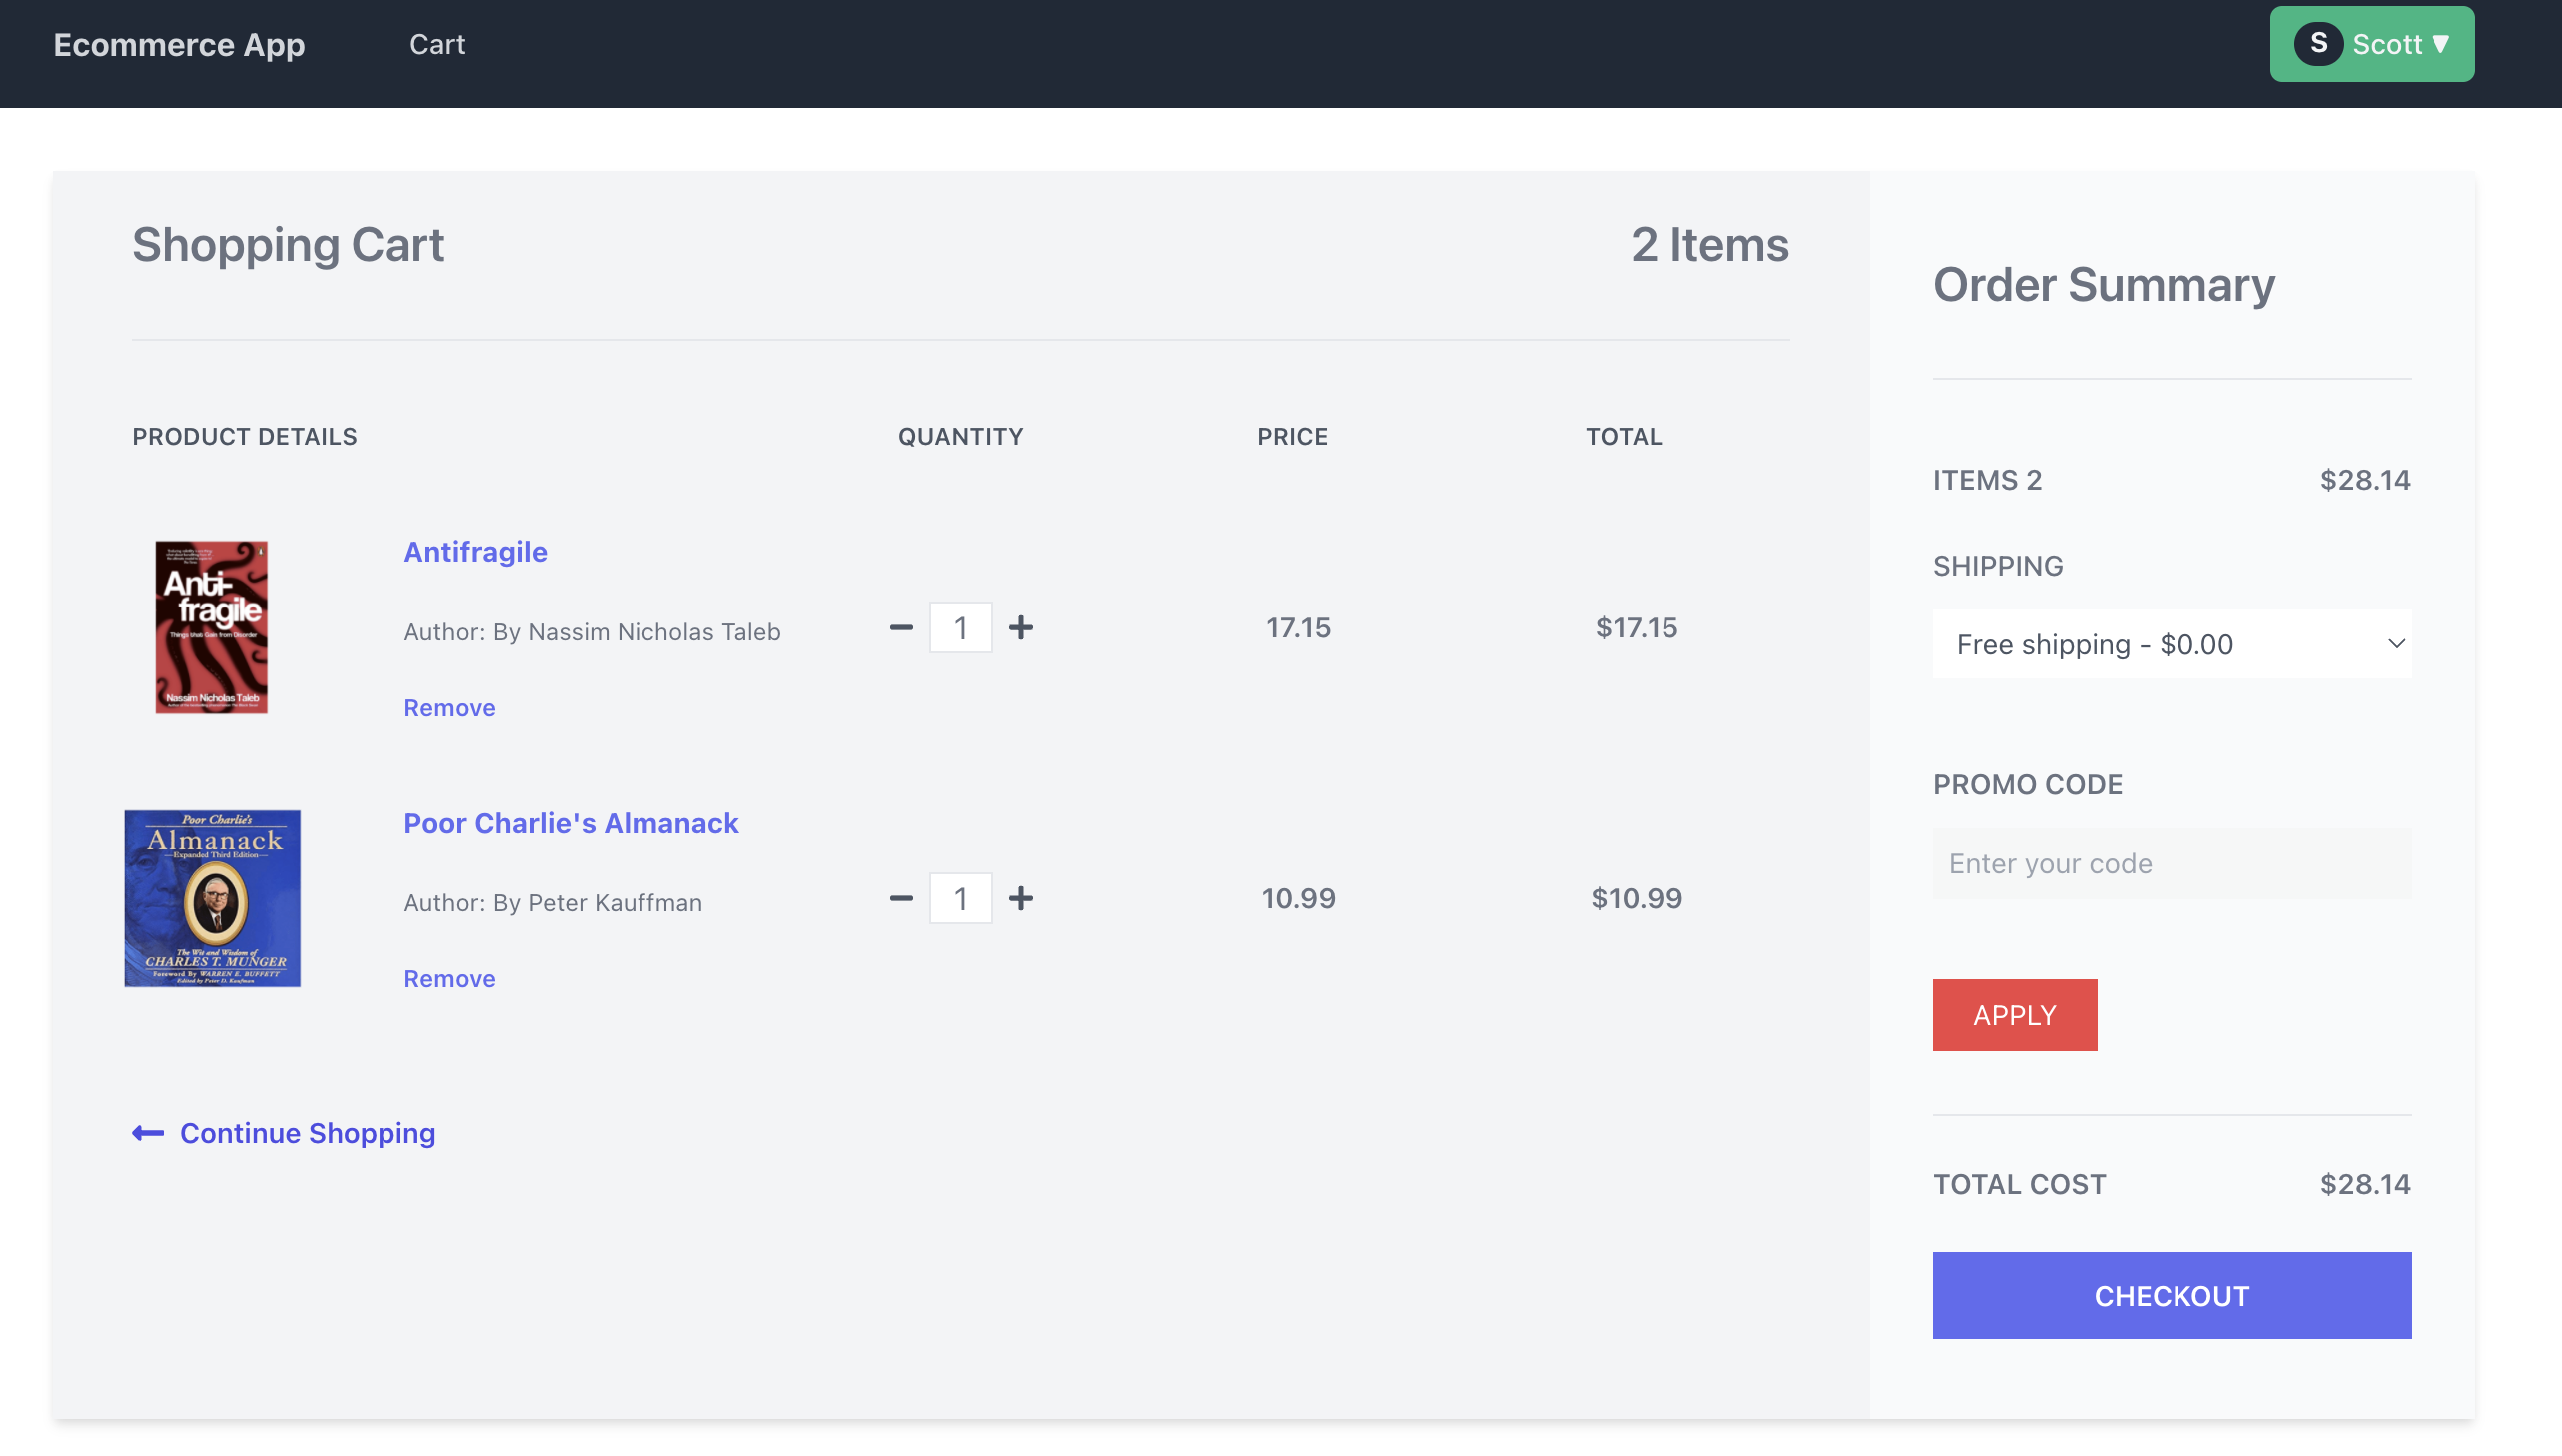 Ecommerce App
Cart
S Scott ▼
Shopping Cart
2 Items
PRODUCT DETAILS
QUANTITY
PRICE
TOTAL
Anti-
fragile
Things that Gain from Disorder
Nassim Nicholas Taleb
Antifragile
Author: By Nassim Nicholas Taleb
Remove
1
17.15
$17.15
Poor Charlie's
Almanack
—Expanded Third Edition—
The Wit and Wisdom of
CHARLES T. MUNGER
Foreword By WARREN E. BUFFETT
Edited by Peter D. Kaufman
Poor Charlie's Almanack
Author: By Peter Kauffman
Remove
1
10.99
$10.99
Continue Shopping
Order Summary
ITEMS 2
$28.14
SHIPPING
Free shipping - $0.00
PROMO CODE
Enter your code
APPLY
TOTAL COST
$28.14
CHECKOUT